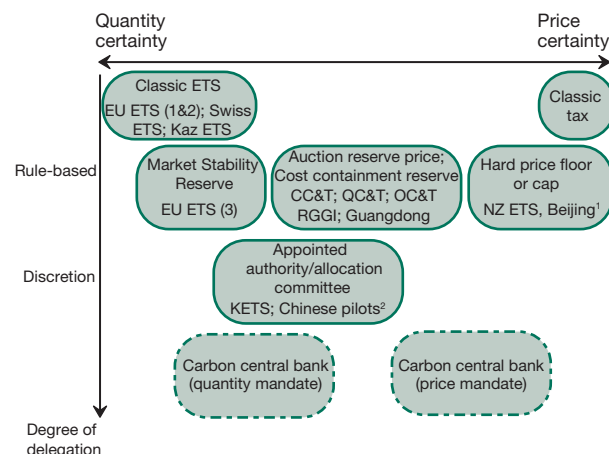 Quantity
certainty
Price
certainty
Classic ETS
EU ETS (1&2); Swiss
ETS; Kaz ETS
Classic
tax
Rule-based
Market Stability
Reserve
EU ETS (3)
Auction reserve price;
Cost containment reserve
CC&T; QC&T; OC&T
RGGI; Guangdong
Hard price floor
or cap
NZ ETS, Beijing¹
Discretion
Appointed
authority/allocation
committee
KETS; Chinese pilots²
Carbon central bank
(quantity mandate)
Carbon central bank
(price mandate)
Degree of
delegation